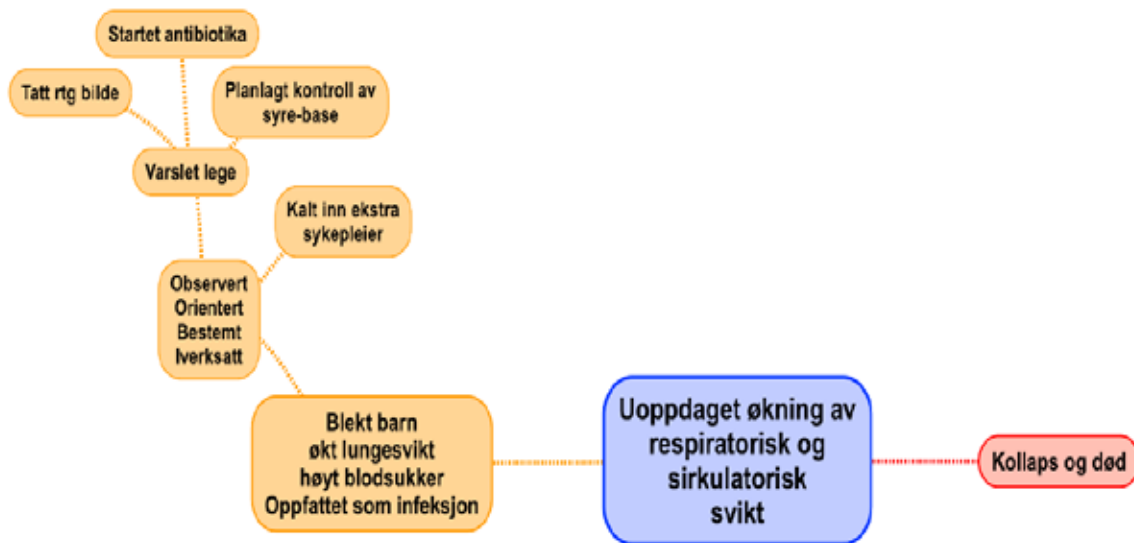 Startet antibiotika
Tatt rtg bilde
Planlagt kontroll av
syre-base
Varslet lege
Kalt inn ekstra
sykepleier
Observert
Orientert
Bestemt
Iverksatt
Blekt barn
økt lungesvikt
høyt blodsukker
Oppfattet som infeksjon
Uoppdaget økning av
respiratorisk og
sirkulatorisk
svikt
Kollaps og død